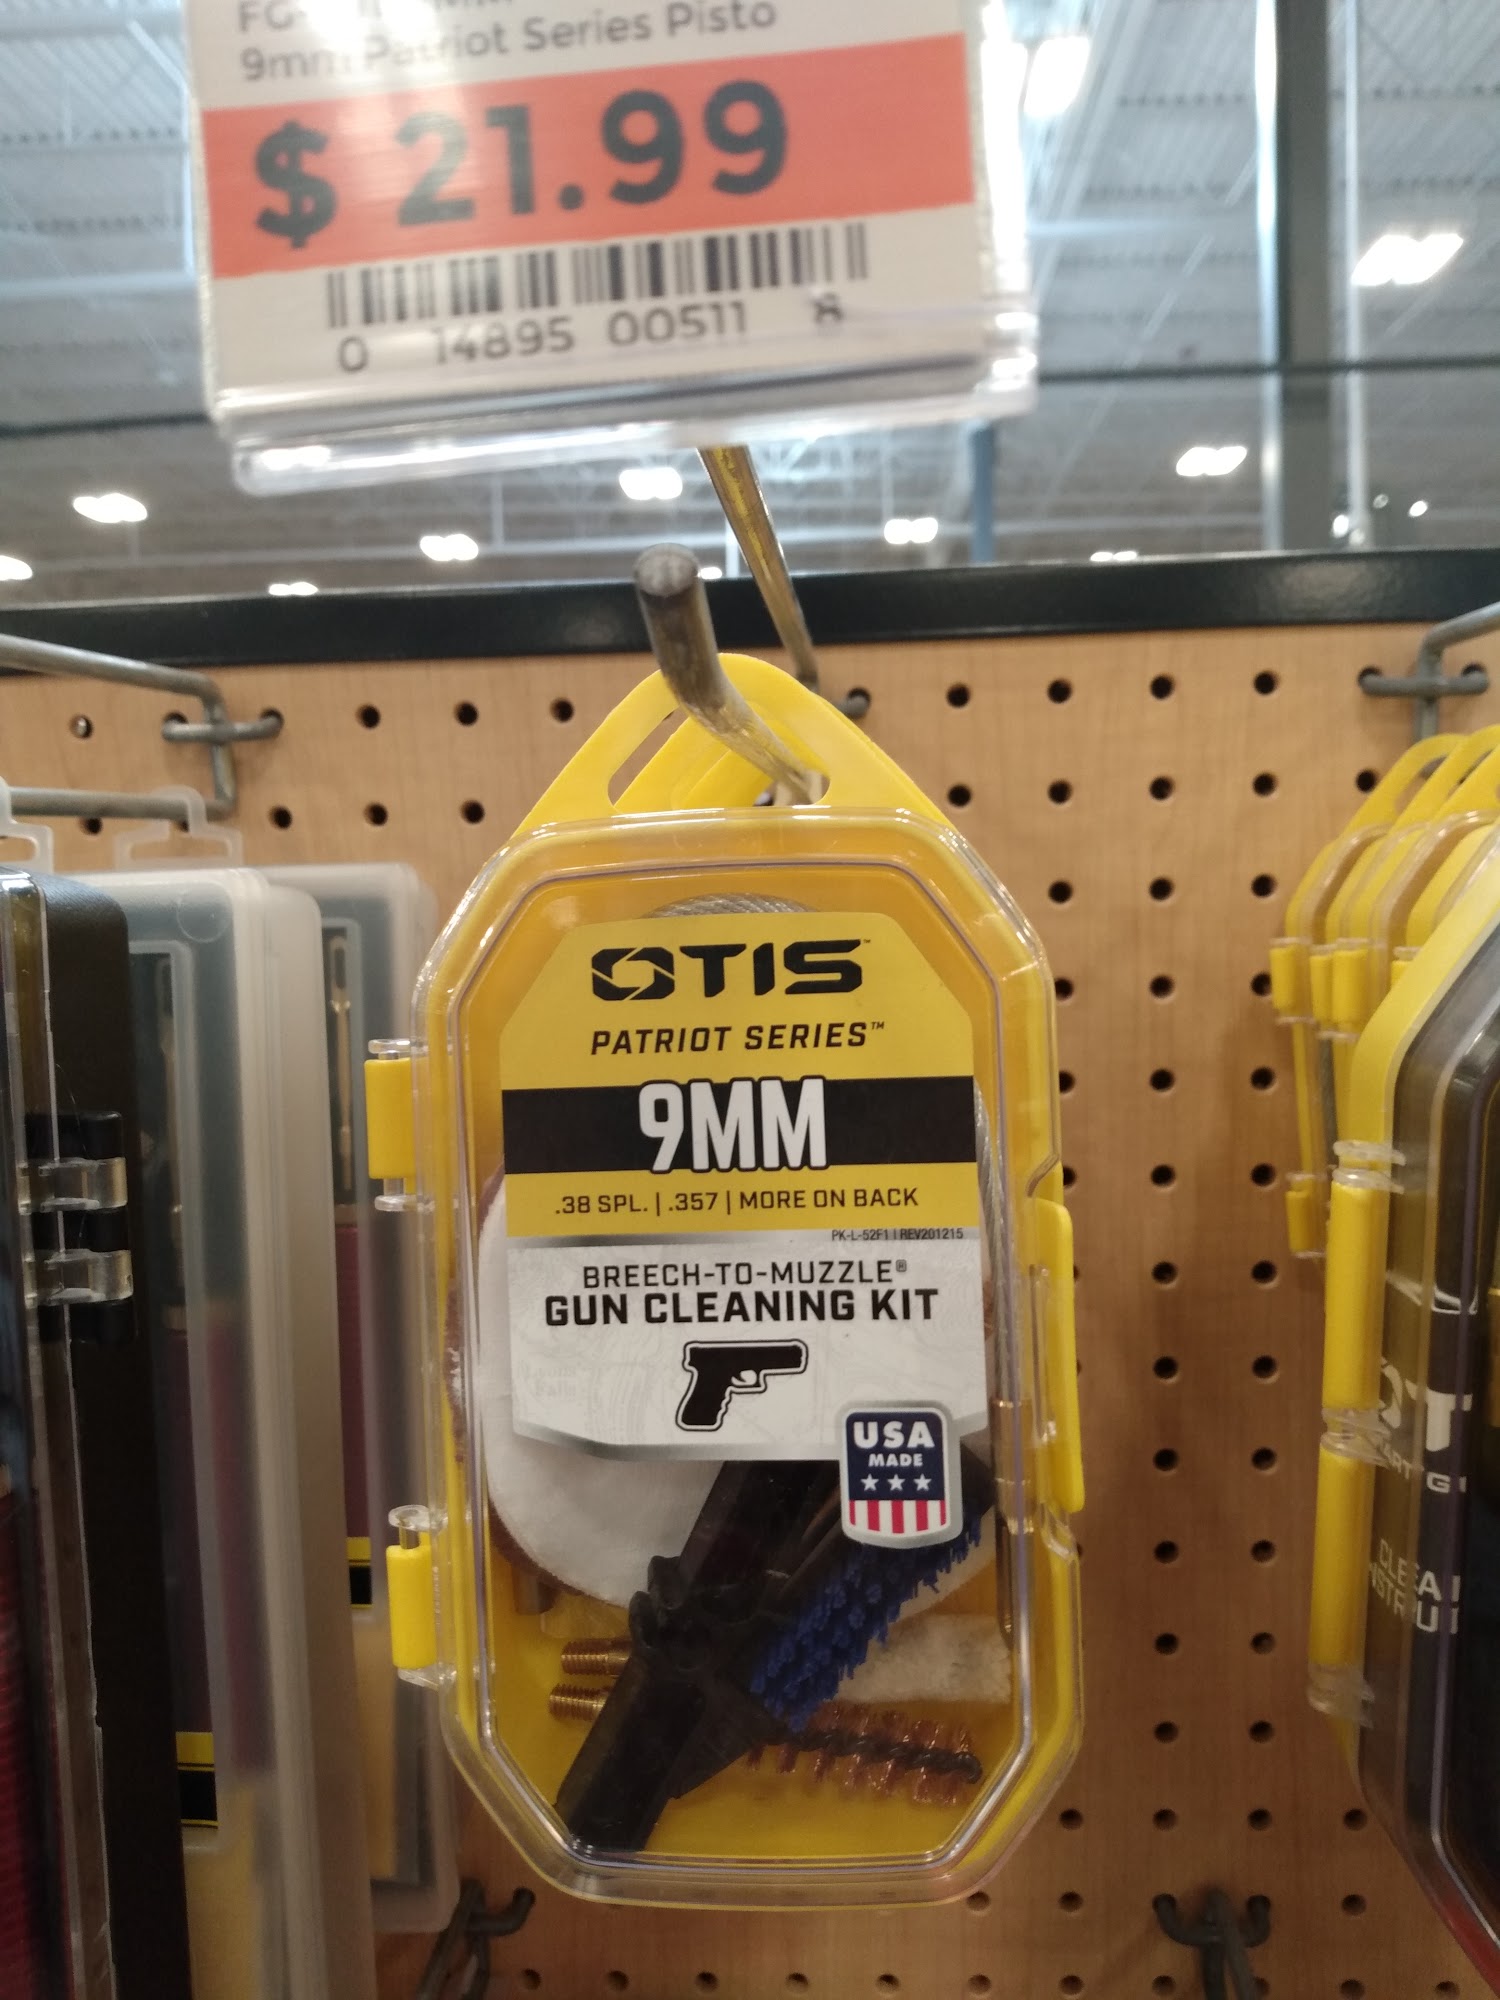 9mm Patriot Series Pisto
$ 21.99
0 14895 00511 8
OTIS™
PATRIOT SERIES™
9MM
.38 SPL. | .357 | MORE ON BACK
PK-L-52F1 | REV201215
BREECH-TO-MUZZLE®
GUN CLEANING KIT
USA
MADE